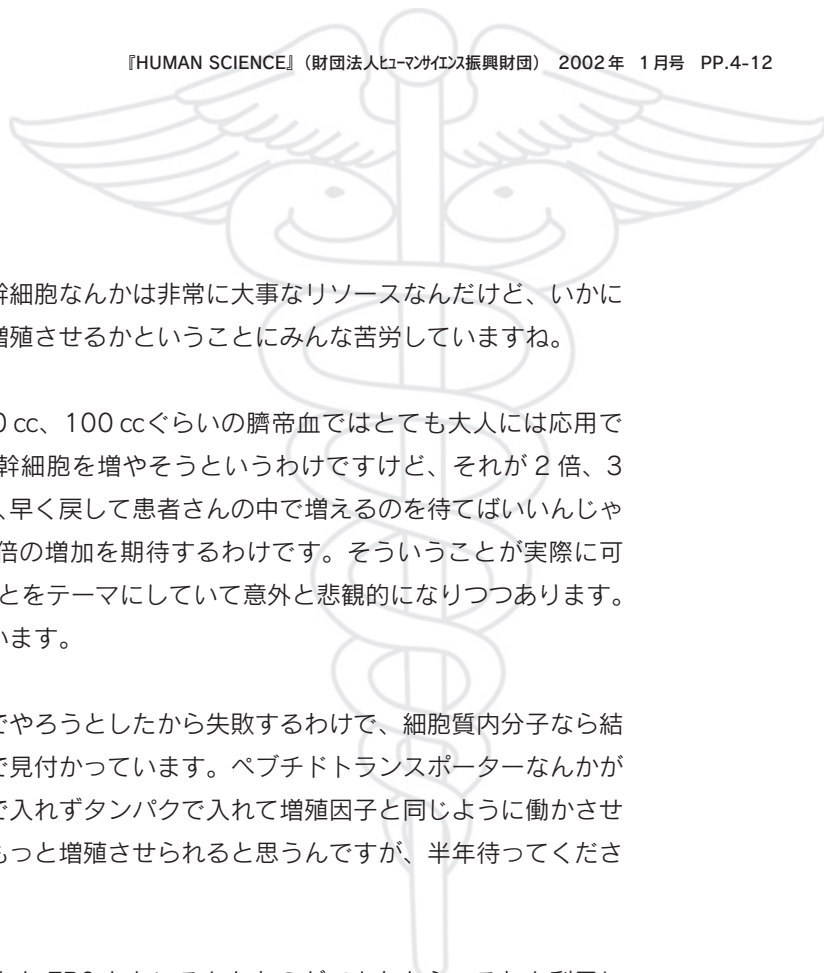 『HUMAN SCIENCE』（財団法人ﾋｭｰﾏﾝｻｲｴﾝｽ振興財団） 2002年 1月号 PP.4-12
幹細胞なんかは非常に大事なリソースなんだけど、いかに
増殖させるかということにみんな苦労していますね。
0 cc、100 ccぐらいの臍帝血ではとても大人には応用で
幹細胞を増やそうというわけですけど、それが 2 倍、3
、早く戻して患者さんの中で増えるのを待てばいいんじゃ
倍の増加を期待するわけです。そういうことが実際に可
とをテーマにしていて意外と悲観的になりつつあります。
います。
でやろうとしたから失敗するわけで、細胞質内分子なら結
で見付かっています。ペプチドトランスポーターなんかが
で入れずタンパクで入れて増殖因子と同じように働かさせ
もっと増殖させられると思うんですが、半年待ってくださ